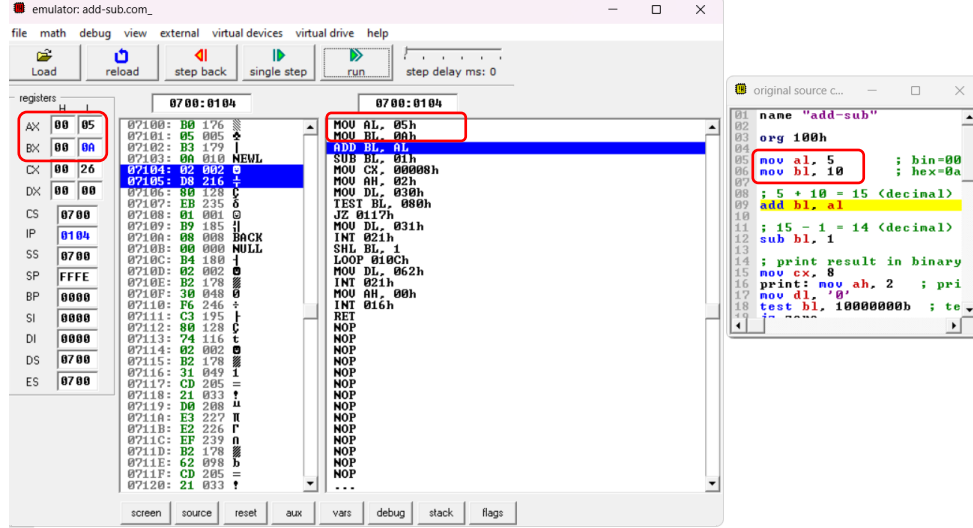 emulator: add-sub.com_
file math debug view external virtual devices virtual drive help
Load reload step back single step run step delay ms: 0
registers
H L
AX 00 05
BX 00 0A
CX 00 26
DX 00 00
CS 0700
IP 0104
SS 0700
SP FFFE
BP 0000
SI 0000
DI 0000
DS 0700
ES 0700
0700:0104
0700:0104
07100: B0 176 ▒
07101: 05 005 ♣
07102: B3 179 │
07103: 0A 010 NEWL
07104: 02 002 ☻
07105: D8 216 ╪
07106: 80 128 Ç
07107: EB 235 δ
07108: 01 001 ☺
07109: B9 185 ╣
0710A: 08 008 BACK
0710B: 00 000 NULL
0710C: B4 180 ┤
0710D: 02 002 ☻
0710E: B2 178 ▓
0710F: 30 048 0
07110: F6 246 ÷
07111: C3 195 ├
07112: 80 128 Ç
07113: 74 116 t
07114: 02 002 ☻
07115: B2 178 ▓
07116: 31 049 1
07117: CD 205 =
07118: 21 033 !
07119: D0 208 ╨
0711A: E3 227 π
0711B: E2 226 Γ
0711C: EF 239 ∩
0711D: B2 178 ▓
0711E: 62 098 b
0711F: CD 205 =
07120: 21 033 !
MOV AL, 05h
MOV BL, 0Ah
ADD BL, AL
SUB BL, 01h
MOV CX, 00008h
MOV AH, 02h
MOV DL, 030h
TEST BL, 080h
JZ 0117h
MOV DL, 031h
INT 021h
SHL BL, 1
LOOP 010Ch
MOV DL, 062h
INT 021h
MOV AH, 00h
INT 016h
RET
NOP
NOP
NOP
NOP
NOP
NOP
NOP
NOP
NOP
NOP
NOP
NOP
NOP
NOP
...
screen source reset aux vars debug stack flags
original source c...
01 name "add-sub"
02
03 org 100h
04
05 mov al, 5 ; bin=00
06 mov bl, 10 ; hex=0a
07
08 ; 5 + 10 = 15 (decimal)
09 add bl, al
10
11 ; 15 - 1 = 14 (decimal)
12 sub bl, 1
13
14 ; print result in binary
15 mov cx, 8
16 print: mov ah, 2 ; pri
17 mov dl, '0'
18 test bl, 10000000b ; te